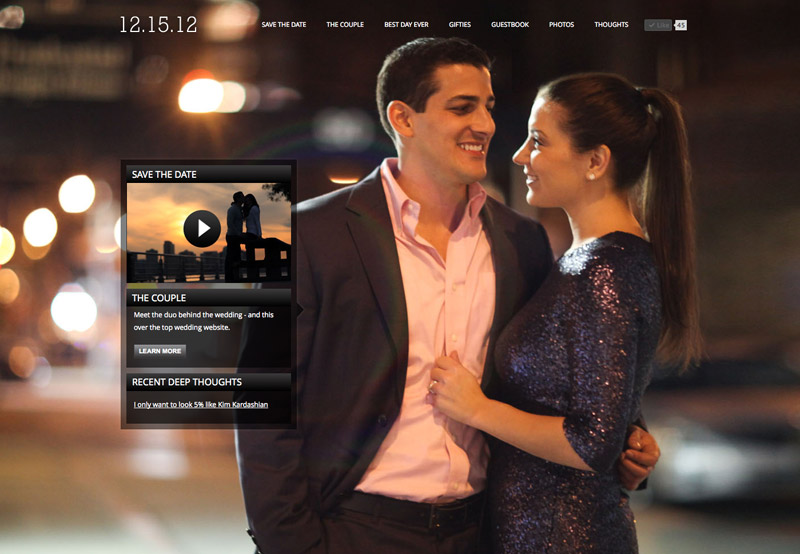 12.15.12
SAVE THE DATE
THE COUPLE
BEST DAY EVER
GIFTIES
GUESTBOOK
PHOTOS
THOUGHTS
Like
45
SAVE THE DATE
THE COUPLE
Meet the duo behind the wedding - and this
over the top wedding website.
LEARN MORE
RECENT DEEP THOUGHTS
I only want to look 5% like Kim Kardashian